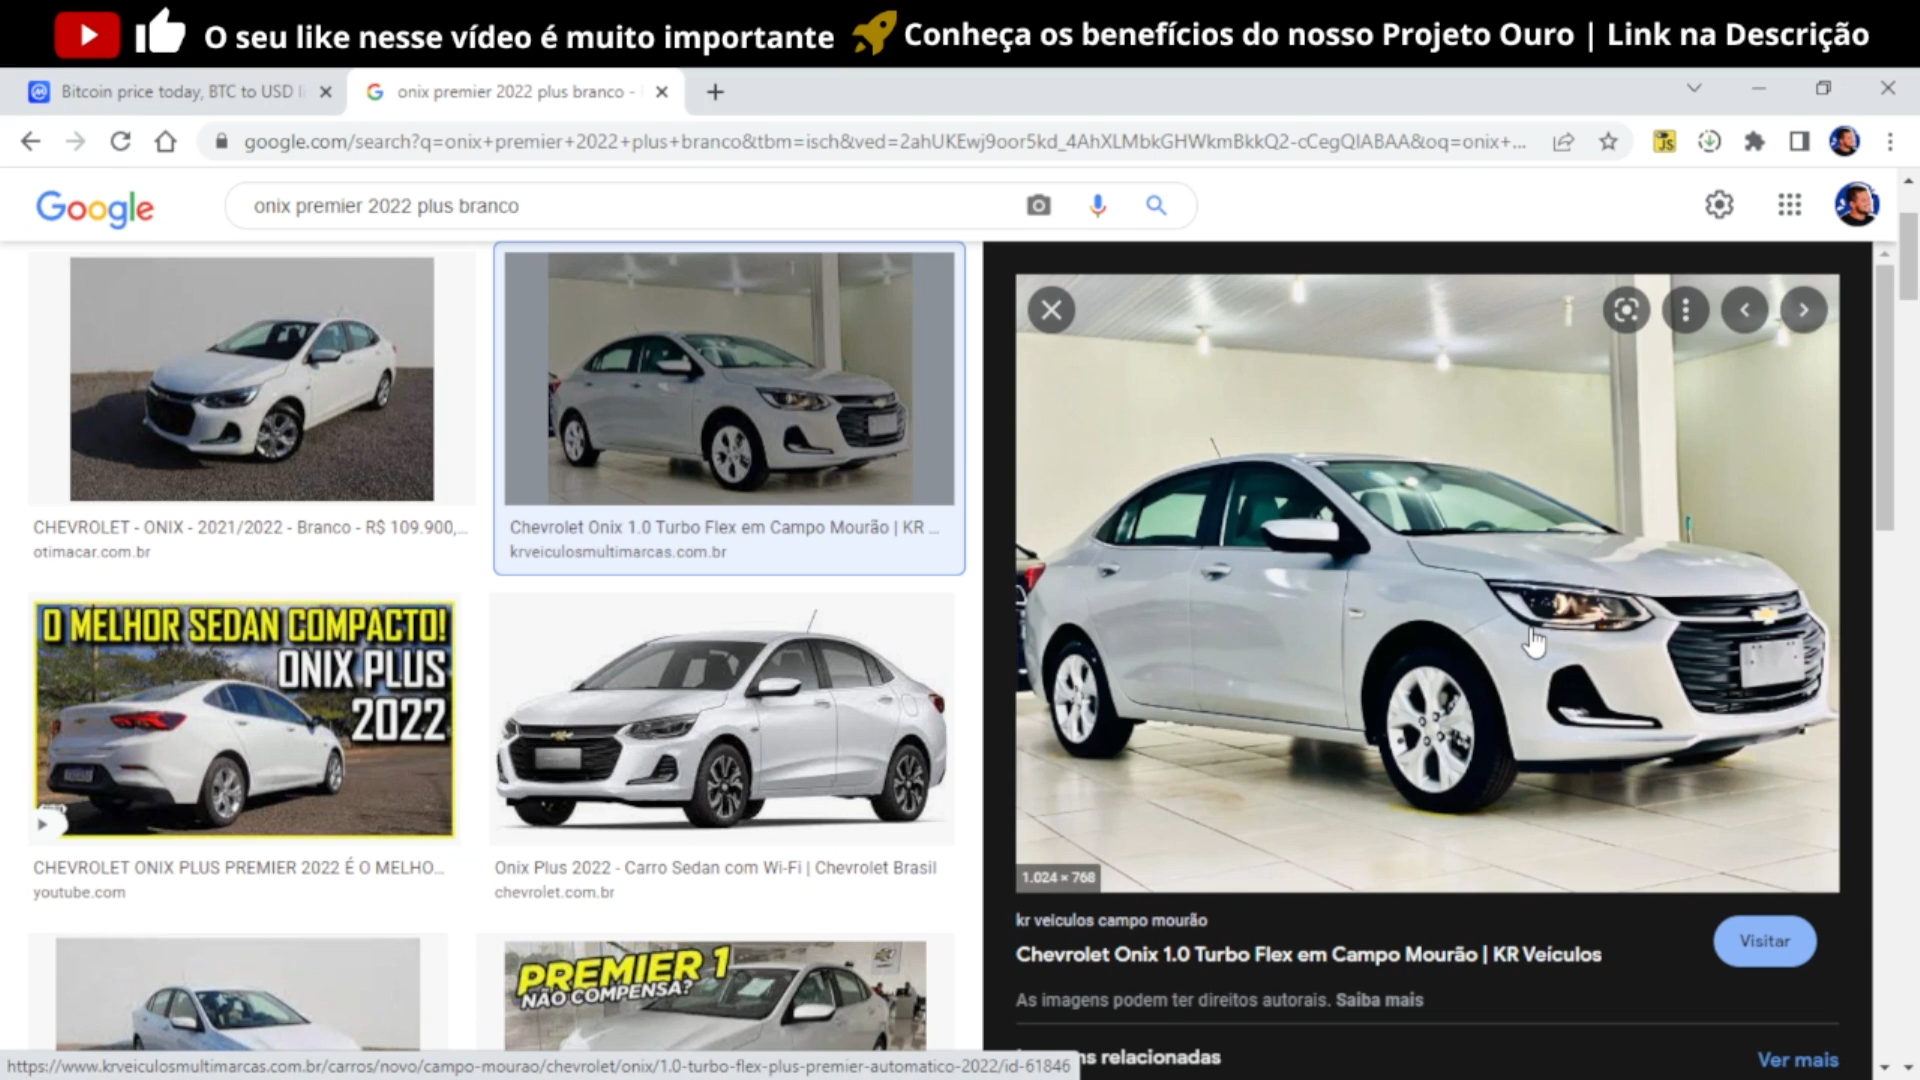 O seu like nesse vídeo é muito importante
Conheça os benefícios do nosso Projeto Ouro | Link na Descrição
Bitcoin price today, BTC to USD li
onix premier 2022 plus branco -
google.com/search?q=onix+premier+2022+plus+branco&tbm=isch&ved=2ahUKEwj9oor5kd_4AhXLMbkGHWkmBkkQ2-cCegQIABAA&oq=onix+...
JS
Google
onix premier 2022 plus branco
CHEVROLET - ONIX - 2021/2022 - Branco - R$ 109.900,...
otimacar.com.br
Chevrolet Onix 1.0 Turbo Flex em Campo Mourão | KR ...
krveiculosmultimarcas.com.br
O MELHOR SEDAN COMPACTO!
ONIX PLUS
2022
CHEVROLET ONIX PLUS PREMIER 2022 É O MELHO...
youtube.com
Onix Plus 2022 - Carro Sedan com Wi-Fi | Chevrolet Brasil
chevrolet.com.br
PREMIER 1
NÃO COMPENSA?
1.024 × 768
kr veiculos campo mourão
Chevrolet Onix 1.0 Turbo Flex em Campo Mourão | KR Veículos
Visitar
As imagens podem ter direitos autorais. Saiba mais
ns relacionadas
Ver mais
https://www.krveiculosmultimarcas.com.br/carros/novo/campo-mourao/chevrolet/onix/1.0-turbo-flex-plus-premier-automatico-2022/id-61846